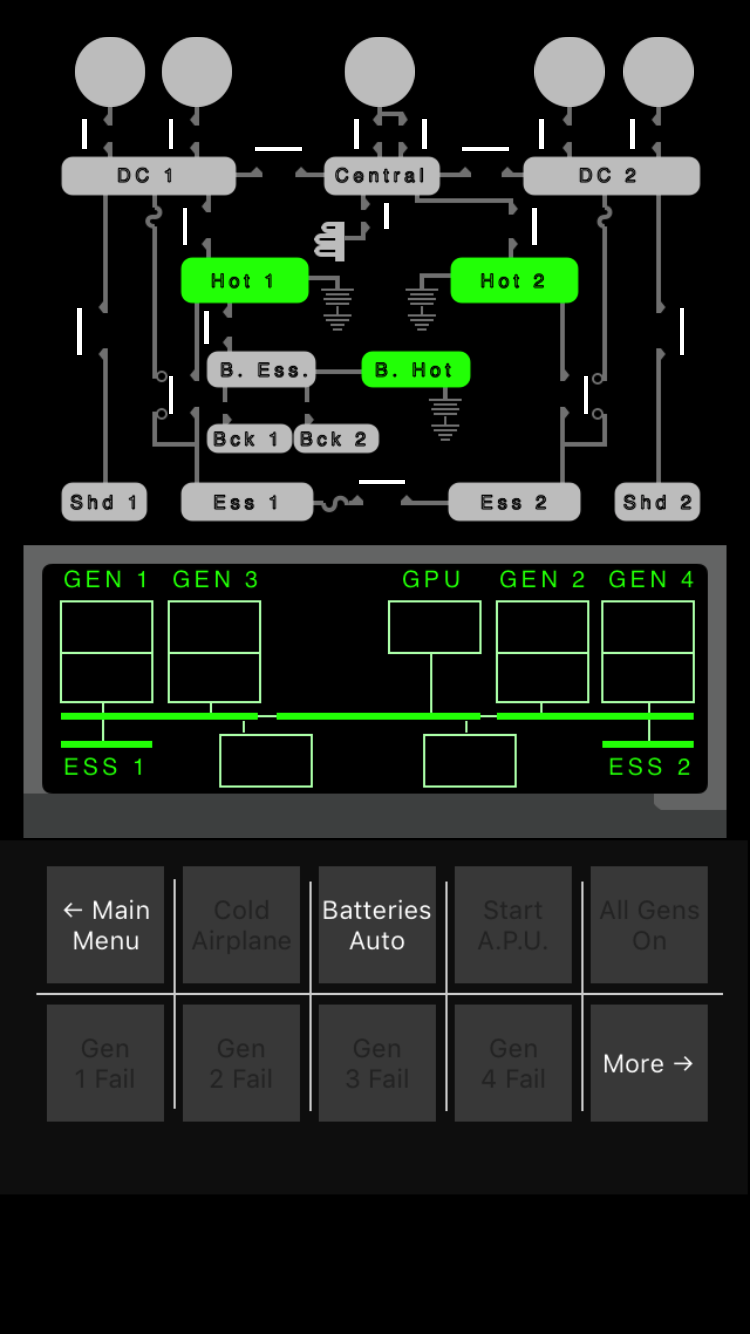 DC 1
Central
DC 2
Hot 1
Hot 2
B. Ess.
B. Hot
Bck 1
Bck 2
Shd 1
Ess 1
Ess 2
Shd 2
GEN 1
GEN 3
GPU
GEN 2
GEN 4
ESS 1
ESS 2
← Main
Menu
Cold
Airplane
Batteries
Auto
Start
A.P.U.
All Gens
On
Gen
1 Fail
Gen
2 Fail
Gen
3 Fail
Gen
4 Fail
More →